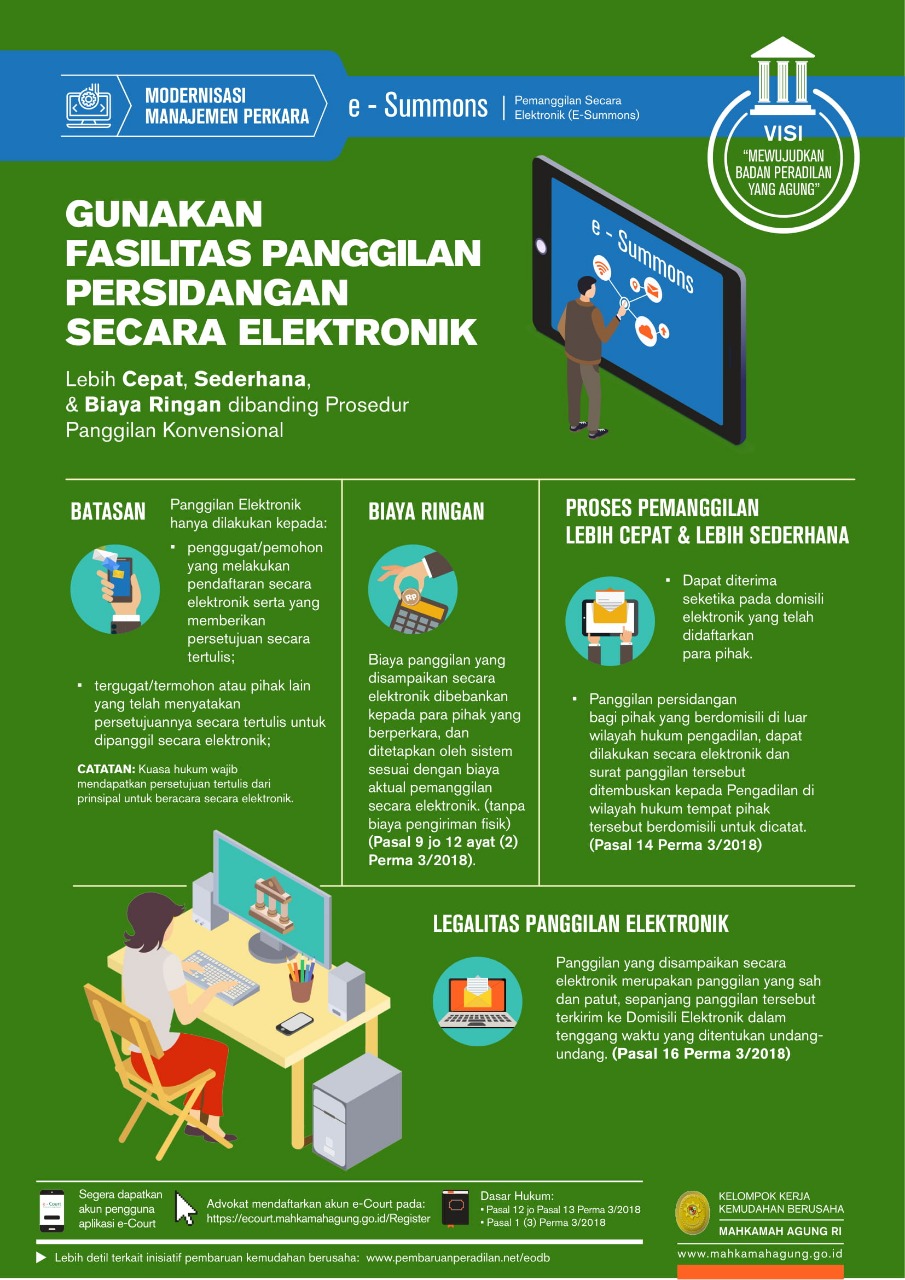 MODERNISASI
MANAJEMEN PERKARA
e - Summons
Pemanggilan Secara
Elektronik (E-Summons)
VISI
“MEWUJUDKAN
BADAN PERADILAN
YANG AGUNG”
GUNAKAN
FASILITAS PANGGILAN
PERSIDANGAN
SECARA ELEKTRONIK
Lebih Cepat, Sederhana,
& Biaya Ringan dibanding Prosedur
Panggilan Konvensional
e - Summons
BATASAN
Panggilan Elektronik
hanya dilakukan kepada:
▪ penggugat/pemohon
yang melakukan
pendaftaran secara
elektronik serta yang
memberikan
persetujuan secara
tertulis;
▪ tergugat/termohon atau pihak lain
yang telah menyatakan
persetujuannya secara tertulis untuk
dipanggil secara elektronik;
CATATAN: Kuasa hukum wajib
mendapatkan persetujuan tertulis dari
prinsipal untuk beracara secara elektronik.
BIAYA RINGAN
Rp
Biaya panggilan yang
disampaikan secara
elektronik dibebankan
kepada para pihak yang
berperkara, dan
ditetapkan oleh sistem
sesuai dengan biaya
aktual pemanggilan
secara elektronik. (tanpa
biaya pengiriman fisik)
(Pasal 9 jo 12 ayat (2)
Perma 3/2018).
PROSES PEMANGGILAN
LEBIH CEPAT & LEBIH SEDERHANA
▪ Dapat diterima
seketika pada domisili
elektronik yang telah
didaftarkan
para pihak.
▪ Panggilan persidangan
bagi pihak yang berdomisili di luar
wilayah hukum pengadilan, dapat
dilakukan secara elektronik dan
surat panggilan tersebut
ditembuskan kepada Pengadilan di
wilayah hukum tempat pihak
tersebut berdomisili untuk dicatat.
(Pasal 14 Perma 3/2018)
LEGALITAS PANGGILAN ELEKTRONIK
Panggilan yang disampaikan secara
elektronik merupakan panggilan yang sah
dan patut, sepanjang panggilan tersebut
terkirim ke Domisili Elektronik dalam
tenggang waktu yang ditentukan undang-
undang. (Pasal 16 Perma 3/2018)
e-Court
Segera dapatkan
akun pengguna
aplikasi e-Court
Advokat mendaftarkan akun e-Court pada:
https://ecourt.mahkamahagung.go.id/Register
Dasar Hukum:
• Pasal 12 jo Pasal 13 Perma 3/2018
• Pasal 1 (3) Perma 3/2018
KELOMPOK KERJA
KEMUDAHAN BERUSAHA
MAHKAMAH AGUNG RI
www.mahkamahagung.go.id
Lebih detil terkait inisiatif pembaruan kemudahan berusaha: www.pembaruanperadilan.net/eodb